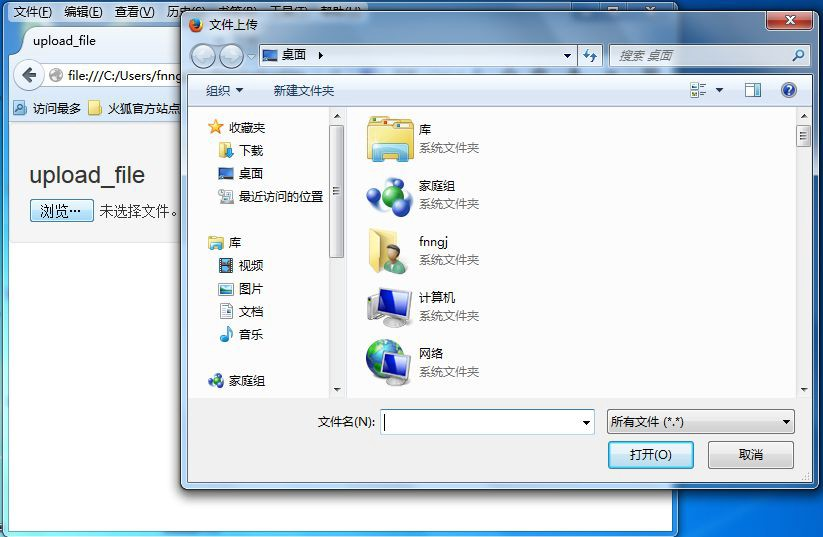 文件(F) 编辑(E) 查看(V) 历史(S) 书签(B) 工具(T) 帮助(H)
upload_file
file:///C:/Users/fnng
访问最多 火狐官方站点
upload_file
浏览… 未选择文件。
文件上传
桌面
搜索 桌面
组织 新建文件夹
收藏夹
下载
桌面
最近访问的位置
库
视频
图片
文档
音乐
家庭组
库
系统文件夹
家庭组
系统文件夹
fnngj
系统文件夹
计算机
系统文件夹
网络
系统文件夹
文件名(N):
所有文件 (*.*)
打开(O) 取消